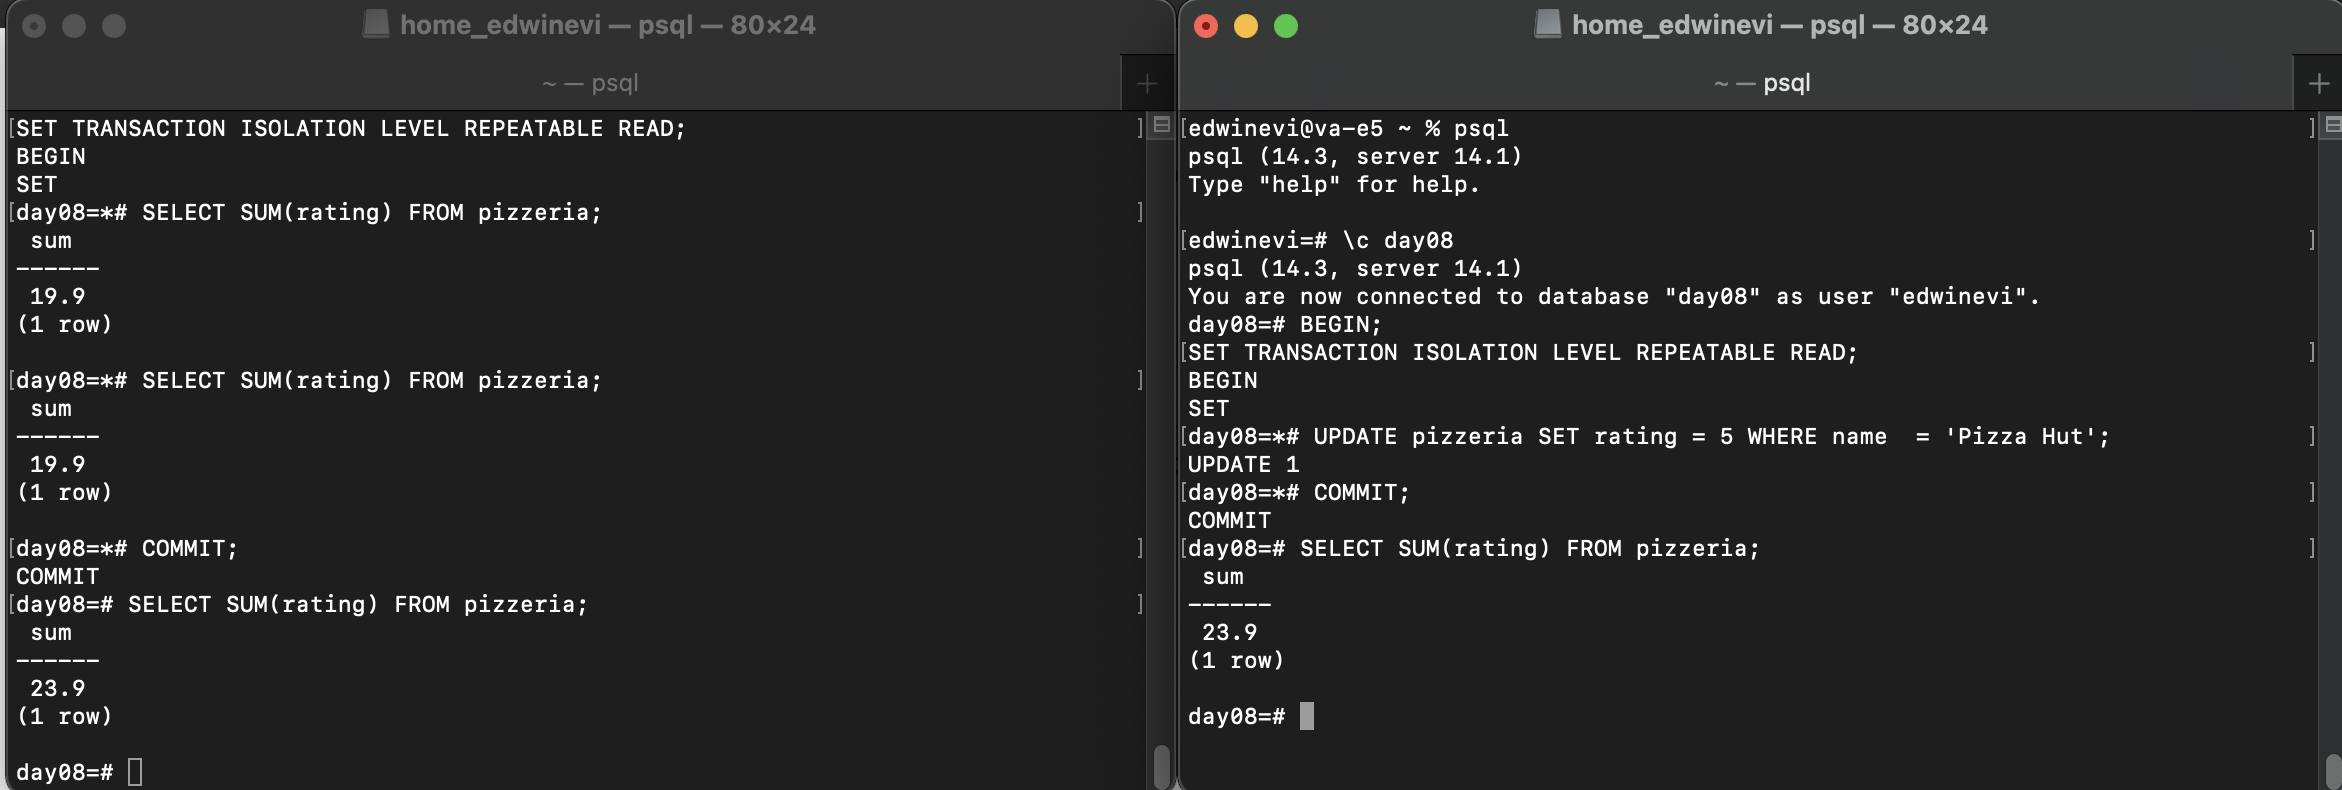 home_edwinevi — psql — 80×24
~ — psql
[SET TRANSACTION ISOLATION LEVEL REPEATABLE READ; ]
BEGIN
SET
[day08=*# SELECT SUM(rating) FROM pizzeria; ]
sum
------
19.9
(1 row)
[day08=*# SELECT SUM(rating) FROM pizzeria; ]
sum
------
19.9
(1 row)
[day08=*# COMMIT; ]
COMMIT
[day08=# SELECT SUM(rating) FROM pizzeria; ]
sum
------
23.9
(1 row)
day08=#
home_edwinevi — psql — 80×24
~ — psql
[edwinevi@va-e5 ~ % psql ]
psql (14.3, server 14.1)
Type "help" for help.
[edwinevi=# \c day08 ]
psql (14.3, server 14.1)
You are now connected to database "day08" as user "edwinevi".
day08=# BEGIN;
[SET TRANSACTION ISOLATION LEVEL REPEATABLE READ; ]
BEGIN
SET
[day08=*# UPDATE pizzeria SET rating = 5 WHERE name  = 'Pizza Hut'; ]
UPDATE 1
[day08=*# COMMIT; ]
COMMIT
[day08=# SELECT SUM(rating) FROM pizzeria; ]
sum
------
23.9
(1 row)
day08=#